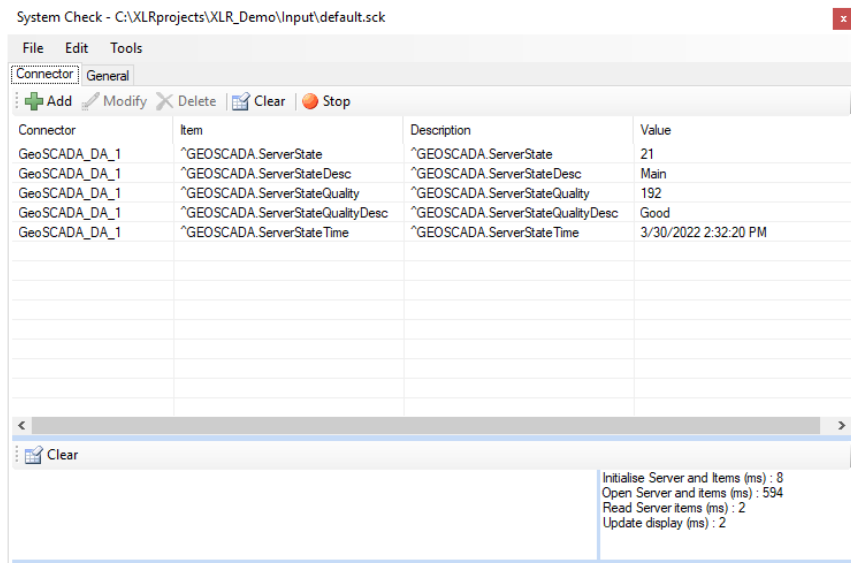 System Check - C:\XLRprojects\XLR_Demo\Input\default.sck
x
File Edit Tools
Connector General
Add Modify Delete Clear Stop
Connector Item Description Value
GeoSCADA_DA_1 ^GEOSCADA.ServerState ^GEOSCADA.ServerState 21
GeoSCADA_DA_1 ^GEOSCADA.ServerStateDesc ^GEOSCADA.ServerStateDesc Main
GeoSCADA_DA_1 ^GEOSCADA.ServerStateQuality ^GEOSCADA.ServerStateQuality 192
GeoSCADA_DA_1 ^GEOSCADA.ServerStateQualityDesc ^GEOSCADA.ServerStateQualityDesc Good
GeoSCADA_DA_1 ^GEOSCADA.ServerStateTime ^GEOSCADA.ServerStateTime 3/30/2022 2:32:20 PM
Clear
Initialise Server and Items (ms) : 8
Open Server and items (ms) : 594
Read Server items (ms) : 2
Update display (ms) : 2